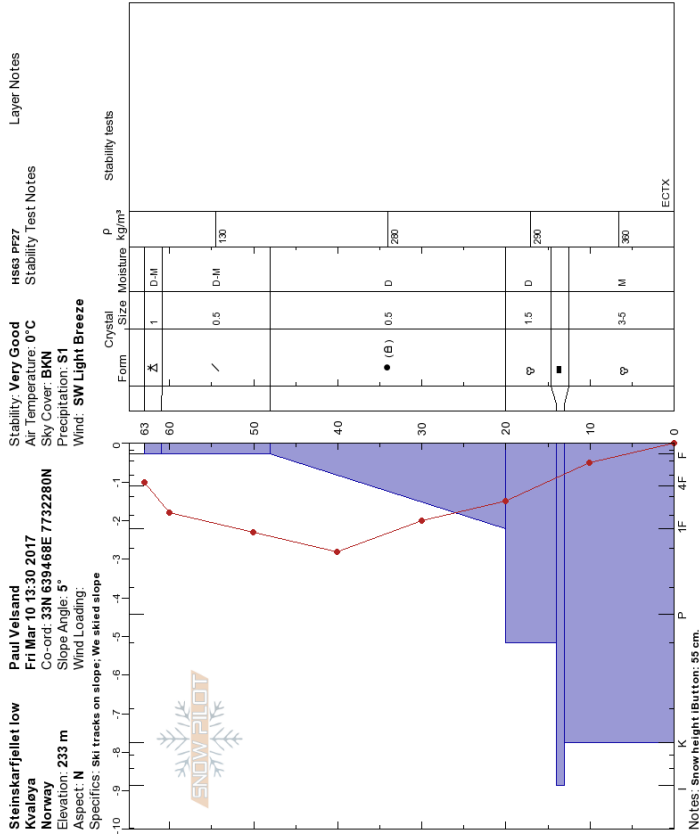 Steinskarfjellet low
Kvaløya
Norway
Elevation: 233 m
Aspect: N
Specifics: Ski tracks on slope; We skied slope
Paul Velsand
Fri Mar 10 13:30 2017
Co-ord: 33N 639468E 7732280N
Slope Angle: 5°
Wind Loading:
Stability: Very Good
Air Temperature: 0°C
Sky Cover: BKN
Precipitation: S1
Wind: SW Light Breeze
HS63 PF27
Stability Test Notes
Layer Notes
SNOW PILOT
-10 -9 -8 -7 -6 -5 -4 -3 -2 -1 0
Crystal
Form Size Moisture
ρ
kg/m³
Stability tests
63
60
50
40
30
20
10
0
1 D-M
0.5 D-M 130
(B) 0.5 D 280
1.5 D 290
3-5 M 360
ECTX
I K P 1F 4F F
Notes: Snow height iButton: 55 cm.